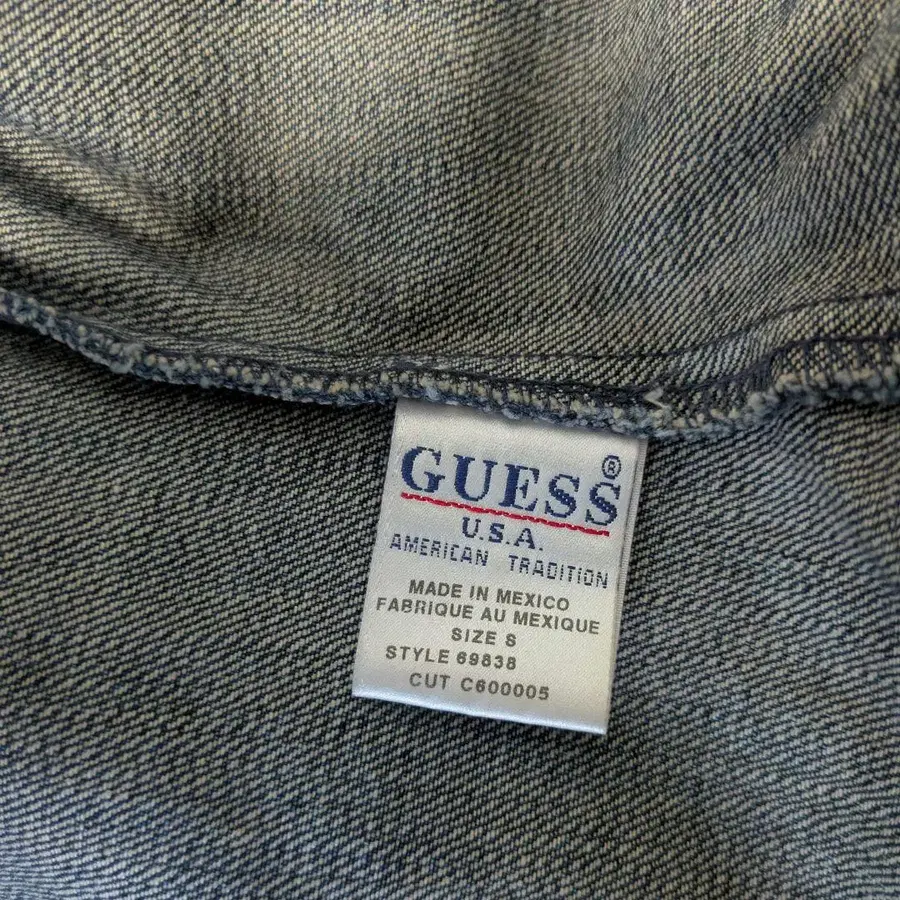 GUESS®
U.S.A.
AMERICAN TRADITION
MADE IN MEXICO
FABRIQUE AU MEXIQUE
SIZE S
STYLE 69838
CUT C600005